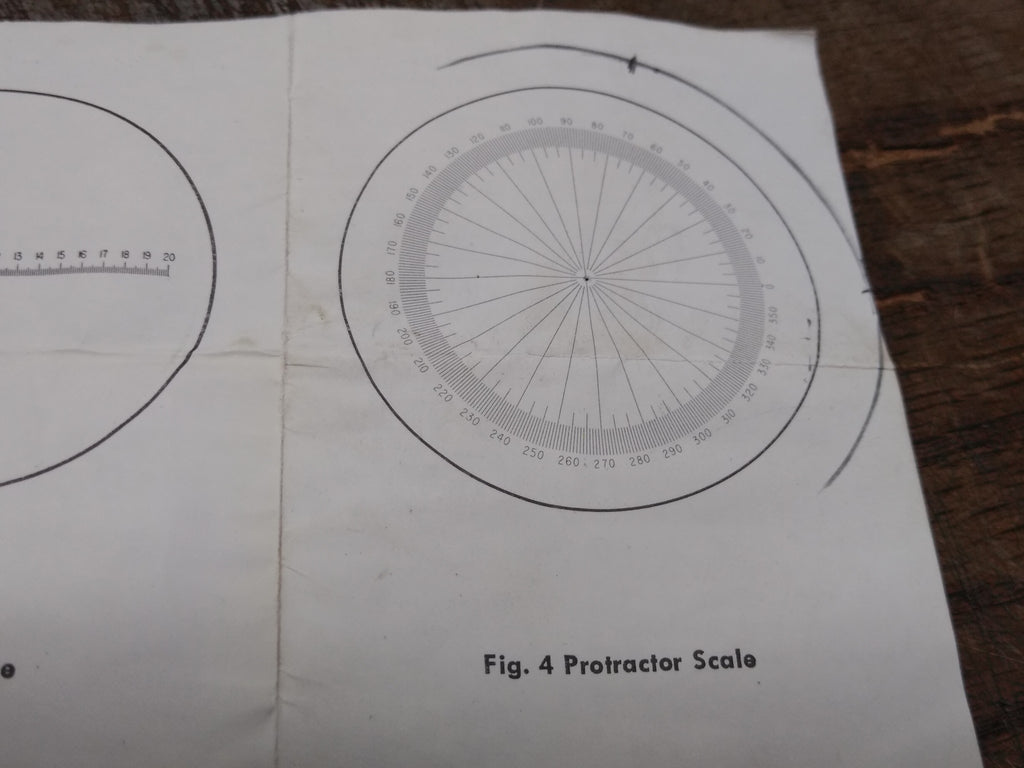 13 14 15 16 17 18 19 20
0 10 20 30 40 50 60 70 80 90 100 110 120 130 140 150 160 170 180 190 200 210 220 230 240 250 260 270 280 290 300 310 320 330 340 350
e
Fig. 4 Protractor Scale